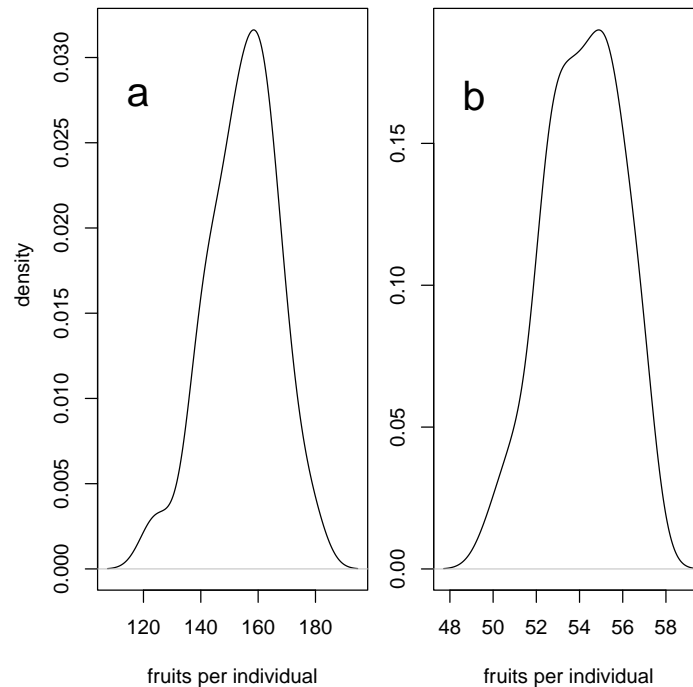 a
density
0.000 0.005 0.010 0.015 0.020 0.025 0.030
120 140 160 180
fruits per individual
b
0.00 0.05 0.10 0.15
48 50 52 54 56 58
fruits per individual